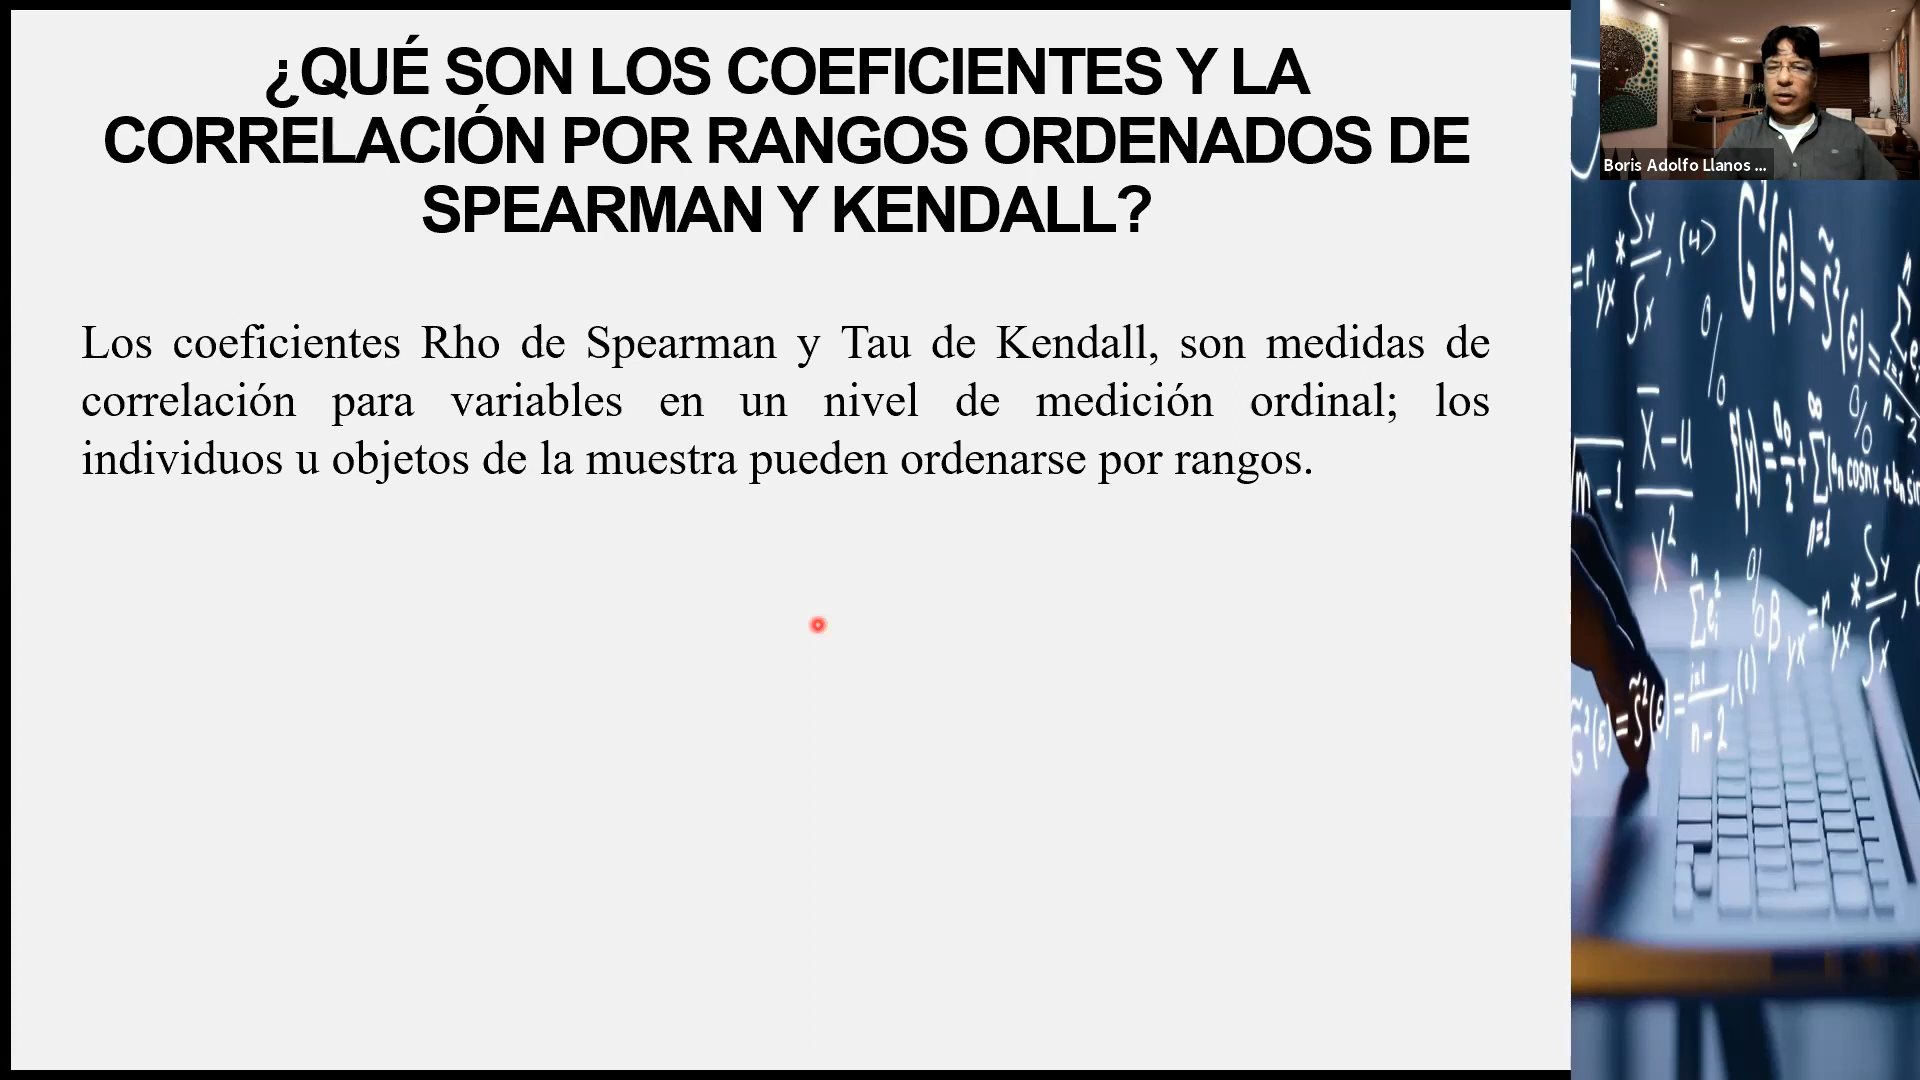 ¿QUÉ SON LOS COEFICIENTES Y LA
CORRELACIÓN POR RANGOS ORDENADOS DE
SPEARMAN Y KENDALL?
Los coeficientes Rho de Spearman y Tau de Kendall, son medidas de
correlación para variables en un nivel de medición ordinal; los
individuos u objetos de la muestra pueden ordenarse por rangos.
Boris Adolfo Llanos ...